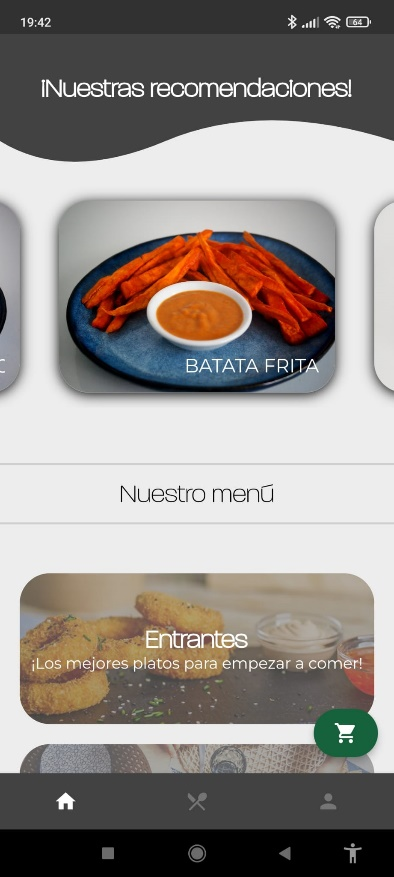 19:42
64
¡Nuestras recomendaciones!
BATATA FRITA
Nuestro menú
Entrantes
¡Los mejores platos para empezar a comer!